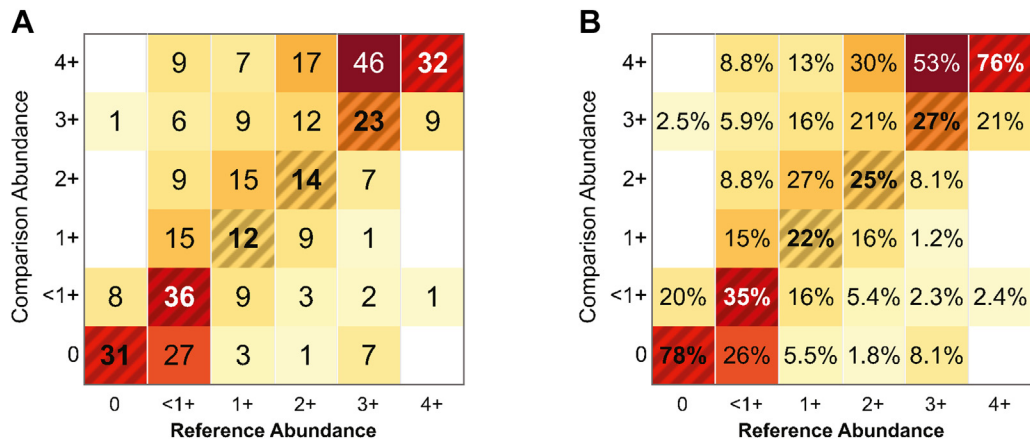 A
Comparison Abundance
4+ 9 7 17 46 32
3+ 1 6 9 12 23 9
2+ 9 15 14 7
1+ 15 12 9 1
<1+ 8 36 9 3 2 1
0 31 27 3 1 7
0 <1+ 1+ 2+ 3+ 4+
Reference Abundance
B
Comparison Abundance
4+ 8.8% 13% 30% 53% 76%
3+ 2.5% 5.9% 16% 21% 27% 21%
2+ 8.8% 27% 25% 8.1%
1+ 15% 22% 16% 1.2%
<1+ 20% 35% 16% 5.4% 2.3% 2.4%
0 78% 26% 5.5% 1.8% 8.1%
0 <1+ 1+ 2+ 3+ 4+
Reference Abundance